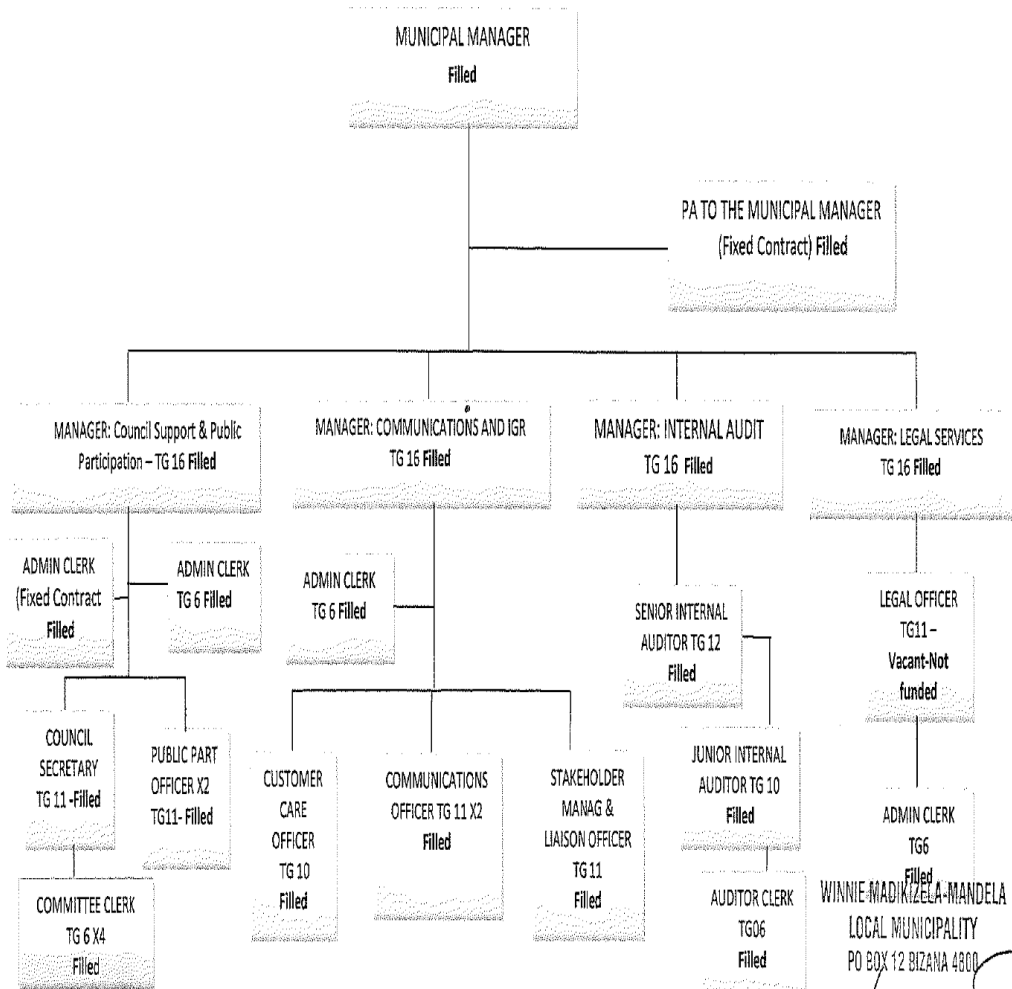 MUNICIPAL MANAGER
Filled
PA TO THE MUNICIPAL MANAGER
(Fixed Contract) Filled
MANAGER: Council Support & Public
Participation – TG 16 Filled
MANAGER: COMMUNICATIONS AND IGR
TG 16 Filled
MANAGER: INTERNAL AUDIT
TG 16 Filled
MANAGER: LEGAL SERVICES
TG 16 Filled
ADMIN CLERK
(Fixed Contract
Filled
ADMIN CLERK
TG 6 Filled
ADMIN CLERK
TG 6 Filled
SENIOR INTERNAL
AUDITOR TG 12
Filled
LEGAL OFFICER
TG11 –
Vacant-Not
funded
COUNCIL
SECRETARY
TG 11 -Filled
PUBLIC PART
OFFICER X2
TG11- Filled
CUSTOMER
CARE
OFFICER
TG 10
Filled
COMMUNICATIONS
OFFICER TG 11 X2
Filled
STAKEHOLDER
MANAG &
LIAISON OFFICER
TG 11
Filled
JUNIOR INTERNAL
AUDITOR TG 10
Filled
ADMIN CLERK
TG6
Filled
COMMITTEE CLERK
TG 6 X4
Filled
AUDITOR CLERK
TG06
Filled
WINNIE MADIKIZELA-MANDELA
LOCAL MUNICIPALITY
PO BOX 12 BIZANA 4800